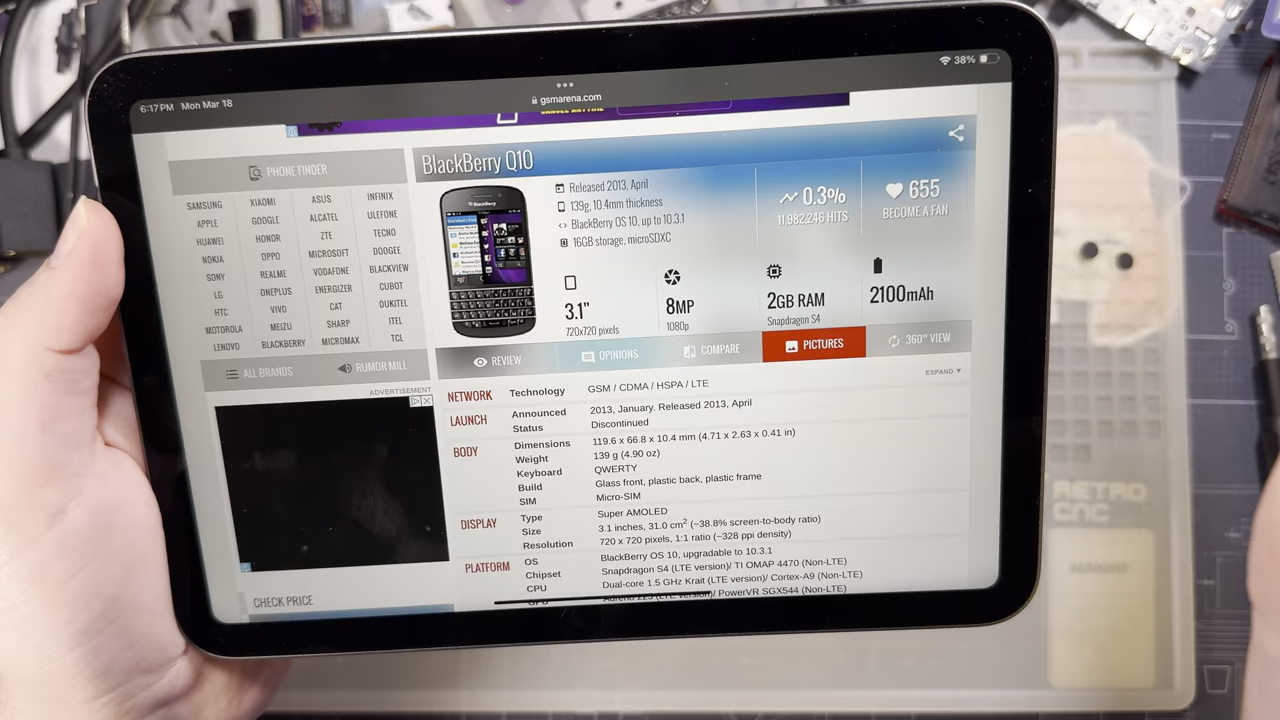 6:17 PM Mon Mar 18
gsmarena.com
38%
PHONE FINDER
SAMSUNG XIAOMI ASUS INFINIX
APPLE GOOGLE ALCATEL ULEFONE
HUAWEI HONOR ZTE TECNO
NOKIA OPPO MICROSOFT DOOGEE
SONY REALME VODAFONE BLACKVIEW
LG ONEPLUS ENERGIZER CUBOT
HTC VIVO CAT OUKITEL
MOTOROLA MEIZU SHARP ITEL
LENOVO BLACKBERRY MICROMAX TCL
ALL BRANDS RUMOR MILL
ADVERTISEMENT
CHECK PRICE
BlackBerry Q10
Released 2013, April
139g, 10.4mm thickness
BlackBerry OS 10, up to 10.3.1
16GB storage, microSDXC
0.3%
11,982,246 HITS
655
BECOME A FAN
3.1"
720x720 pixels
8MP
1080p
2GB RAM
Snapdragon S4
2100mAh
REVIEW OPINIONS COMPARE PICTURES 360° VIEW
EXPAND ▼
NETWORK Technology GSM / CDMA / HSPA / LTE
LAUNCH Announced 2013, January. Released 2013, April
Status Discontinued
BODY Dimensions 119.6 x 66.8 x 10.4 mm (4.71 x 2.63 x 0.41 in)
Weight 139 g (4.90 oz)
Keyboard QWERTY
Build Glass front, plastic back, plastic frame
SIM Micro-SIM
DISPLAY Type Super AMOLED
Size 3.1 inches, 31.0 cm² (~38.8% screen-to-body ratio)
Resolution 720 x 720 pixels, 1:1 ratio (~328 ppi density)
PLATFORM OS BlackBerry OS 10, upgradable to 10.3.1
Chipset Snapdragon S4 (LTE version)/ TI OMAP 4470 (Non-LTE)
CPU Dual-core 1.5 GHz Krait (LTE version)/ Cortex-A9 (Non-LTE)
GPU Adreno 225 (LTE version)/ PowerVR SGX544 (Non-LTE)
RETRO
CNC